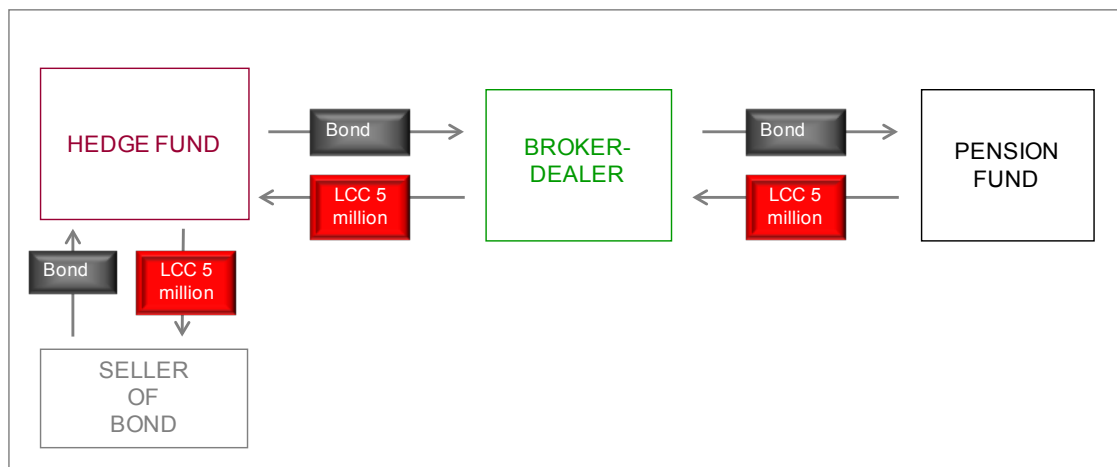 HEDGE FUND
Bond
LCC 5
million
BROKER-
DEALER
Bond
LCC 5
million
PENSION
FUND
Bond
LCC 5
million
SELLER
OF
BOND